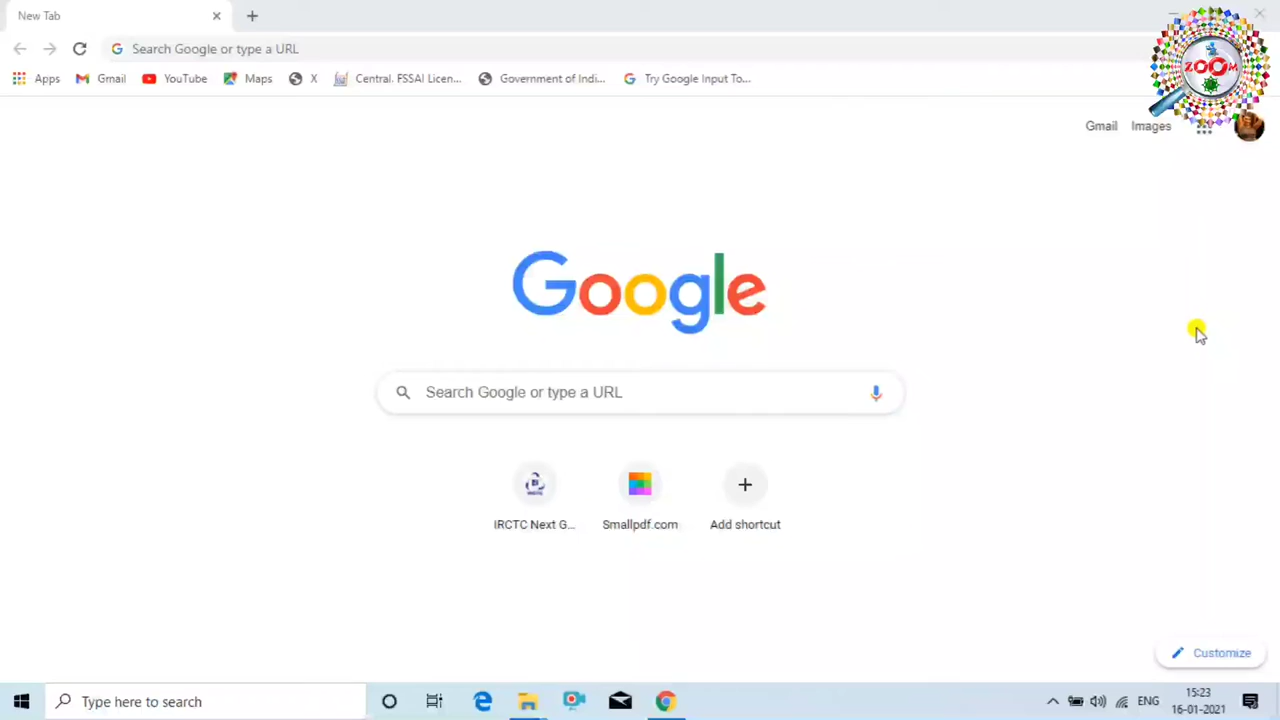 New Tab
Search Google or type a URL
Apps Gmail YouTube Maps X Central. FSSAI Licen... Government of Indi... Try Google Input To...
ZOOM
Gmail Images
Google
Search Google or type a URL
IRCTC Next G... Smallpdf.com Add shortcut
Customize
Type here to search
ENG
15:23
16-01-2021